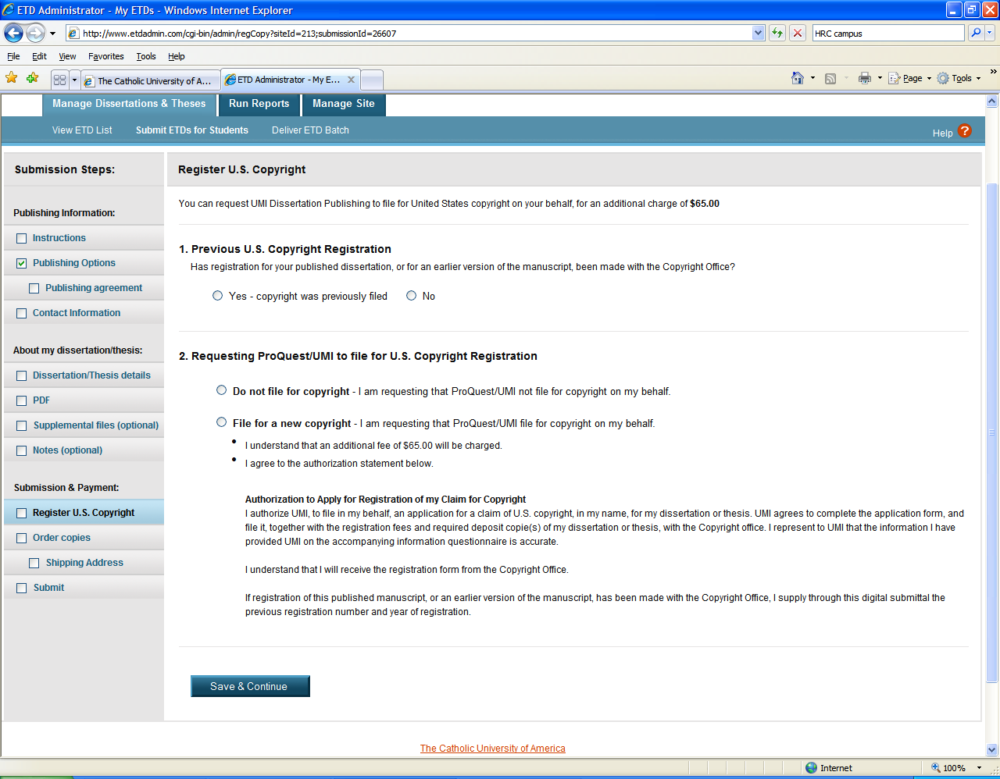 ETD Administrator - My ETDs - Windows Internet Explorer
http://www.etdadmin.com/cgi-bin/admin/regCopy?siteId=213;submissionId=26607
HRC campus
File Edit View Favorites Tools Help
The Catholic University of A...
ETD Administrator - My E...
Page
Tools
Manage Dissertations & Theses
Run Reports
Manage Site
View ETD List
Submit ETDs for Students
Deliver ETD Batch
Help ?
Submission Steps:
Publishing Information:
Instructions
Publishing Options
Publishing agreement
Contact Information
About my dissertation/thesis:
Dissertation/Thesis details
PDF
Supplemental files (optional)
Notes (optional)
Submission & Payment:
Register U.S. Copyright
Order copies
Shipping Address
Submit
Register U.S. Copyright
You can request UMI Dissertation Publishing to file for United States copyright on your behalf, for an additional charge of $65.00
1. Previous U.S. Copyright Registration
Has registration for your published dissertation, or for an earlier version of the manuscript, been made with the Copyright Office?
Yes - copyright was previously filed
No
2. Requesting ProQuest/UMI to file for U.S. Copyright Registration
Do not file for copyright - I am requesting that ProQuest/UMI not file for copyright on my behalf.
File for a new copyright - I am requesting that ProQuest/UMI file for copyright on my behalf.
• I understand that an additional fee of $65.00 will be charged.
• I agree to the authorization statement below.
Authorization to Apply for Registration of my Claim for Copyright
I authorize UMI, to file in my behalf, an application for a claim of U.S. copyright, in my name, for my dissertation or thesis. UMI agrees to complete the application form, and
file it, together with the registration fees and required deposit copie(s) of my dissertation or thesis, with the Copyright office. I represent to UMI that the information I have
provided UMI on the accompanying information questionnaire is accurate.
I understand that I will receive the registration form from the Copyright Office.
If registration of this published manuscript, or an earlier version of the manuscript, has been made with the Copyright Office, I supply through this digital submittal the
previous registration number and year of registration.
Save & Continue
The Catholic University of America
Internet
100%